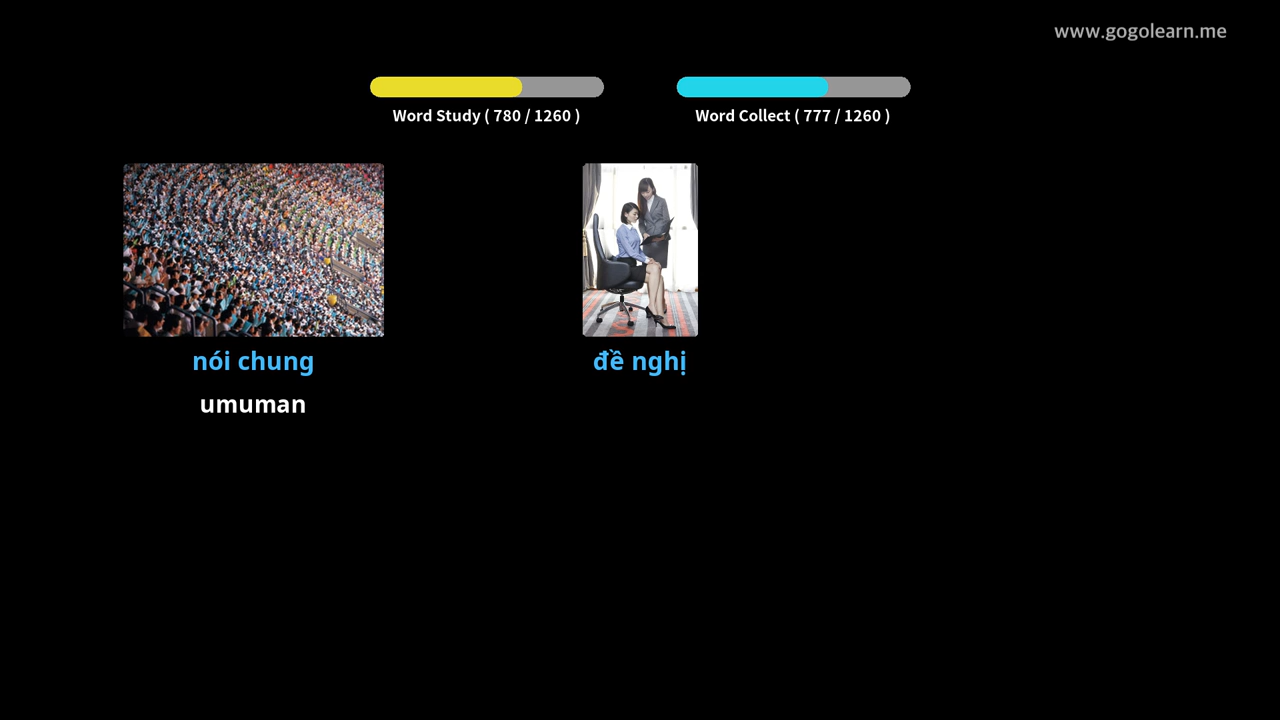 www.gogolearn.me
Word Study ( 780 / 1260 )
Word Collect ( 777 / 1260 )
nói chung
đề nghị
umuman